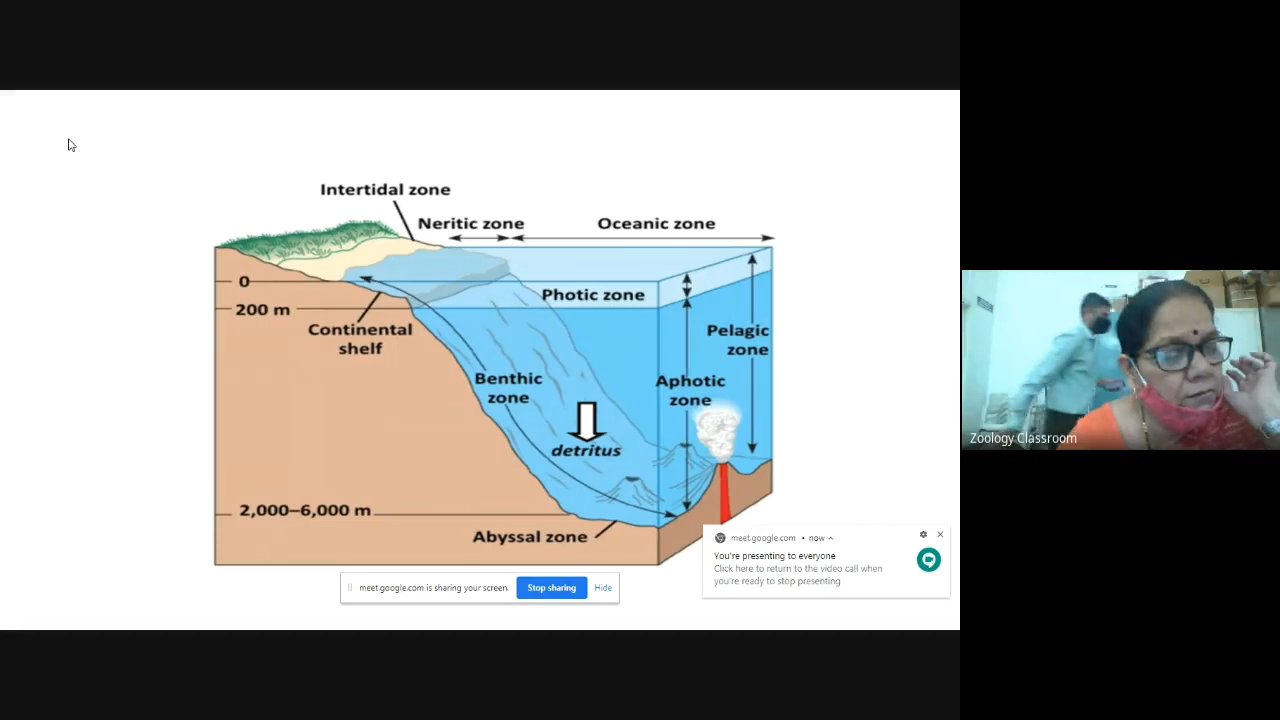 Intertidal zone
Neritic zone
Oceanic zone
0
Photic zone
200 m
Continental
shelf
Pelagic
zone
Benthic
zone
Aphotic
zone
detritus
2,000–6,000 m
Abyssal zone
Zoology Classroom
meet.google.com • now
You're presenting to everyone
Click here to return to the video call when
you're ready to stop presenting
meet.google.com is sharing your screen.
Stop sharing
Hide